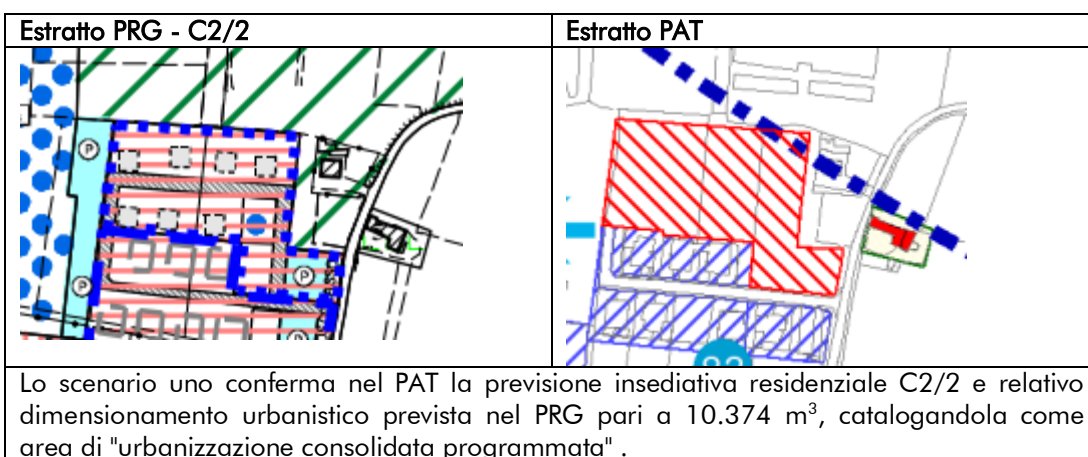 Estratto PRG - C2/2
Estratto PAT
P
P
P
P
Lo scenario uno conferma nel PAT la previsione insediativa residenziale C2/2 e relativo
dimensionamento urbanistico prevista nel PRG pari a 10.374 m³, catalogandola come
area di "urbanizzazione consolidata programmata" .